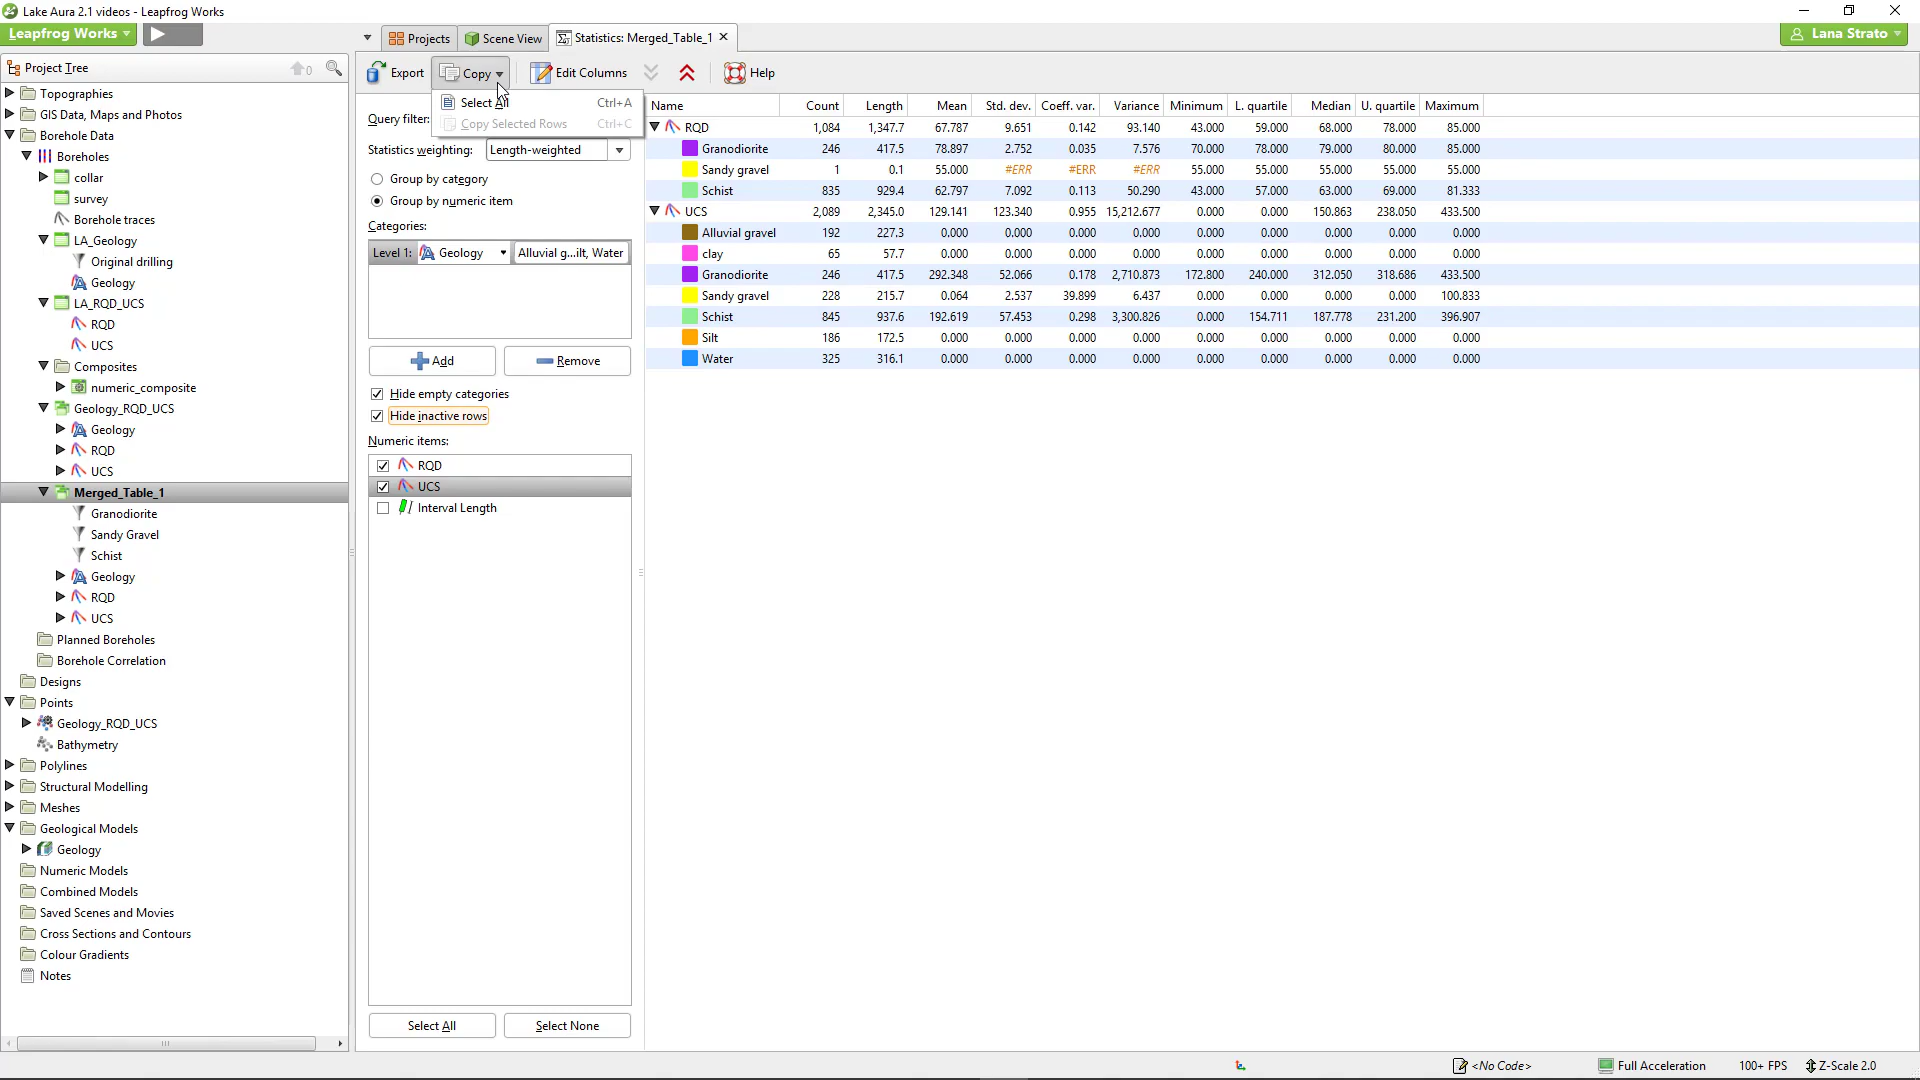 Lake Aura 2.1 videos - Leapfrog Works
Leapfrog Works
Projects
Scene View
Statistics: Merged_Table_1
Lana Strato
Project Tree
0
Export
Copy
Edit Columns
Help
Select All Ctrl+A
Copy Selected Rows Ctrl+C
Topographies
GIS Data, Maps and Photos
Borehole Data
Boreholes
collar
survey
Borehole traces
LA_Geology
Original drilling
Geology
LA_RQD_UCS
RQD
UCS
Composites
numeric_composite
Geology_RQD_UCS
Geology
RQD
UCS
Merged_Table_1
Granodiorite
Sandy Gravel
Schist
Geology
RQD
UCS
Planned Boreholes
Borehole Correlation
Designs
Points
Geology_RQD_UCS
Bathymetry
Polylines
Structural Modelling
Meshes
Geological Models
Geology
Numeric Models
Combined Models
Saved Scenes and Movies
Cross Sections and Contours
Colour Gradients
Notes
Query filter:
Statistics weighting: Length-weighted
Group by category
Group by numeric item
Categories:
Level 1: Geology Alluvial g...ilt, Water
Add
Remove
Hide empty categories
Hide inactive rows
Numeric items:
RQD
UCS
Interval Length
Select All
Select None
Name Count Length Mean Std. dev. Coeff. var. Variance Minimum L. quartile Median U. quartile Maximum
RQD 1,084 1,347.7 67.787 9.651 0.142 93.140 43.000 59.000 68.000 78.000 85.000
Granodiorite 246 417.5 78.897 2.752 0.035 7.576 70.000 78.000 79.000 80.000 85.000
Sandy gravel 1 0.1 55.000 #ERR #ERR #ERR 55.000 55.000 55.000 55.000 55.000
Schist 835 929.4 62.797 7.092 0.113 50.290 43.000 57.000 63.000 69.000 81.333
UCS 2,089 2,345.0 129.141 123.340 0.955 15,212.677 0.000 0.000 150.863 238.050 433.500
Alluvial gravel 192 227.3 0.000 0.000 0.000 0.000 0.000 0.000 0.000 0.000 0.000
clay 65 57.7 0.000 0.000 0.000 0.000 0.000 0.000 0.000 0.000 0.000
Granodiorite 246 417.5 292.348 52.066 0.178 2,710.873 172.800 240.000 312.050 318.686 433.500
Sandy gravel 228 215.7 0.064 2.537 39.899 6.437 0.000 0.000 0.000 0.000 100.833
Schist 845 937.6 192.619 57.453 0.298 3,300.826 0.000 154.711 187.778 231.200 396.907
Silt 186 172.5 0.000 0.000 0.000 0.000 0.000 0.000 0.000 0.000 0.000
Water 325 316.1 0.000 0.000 0.000 0.000 0.000 0.000 0.000 0.000 0.000
<No Code>
Full Acceleration
100+ FPS
Z-Scale 2.0